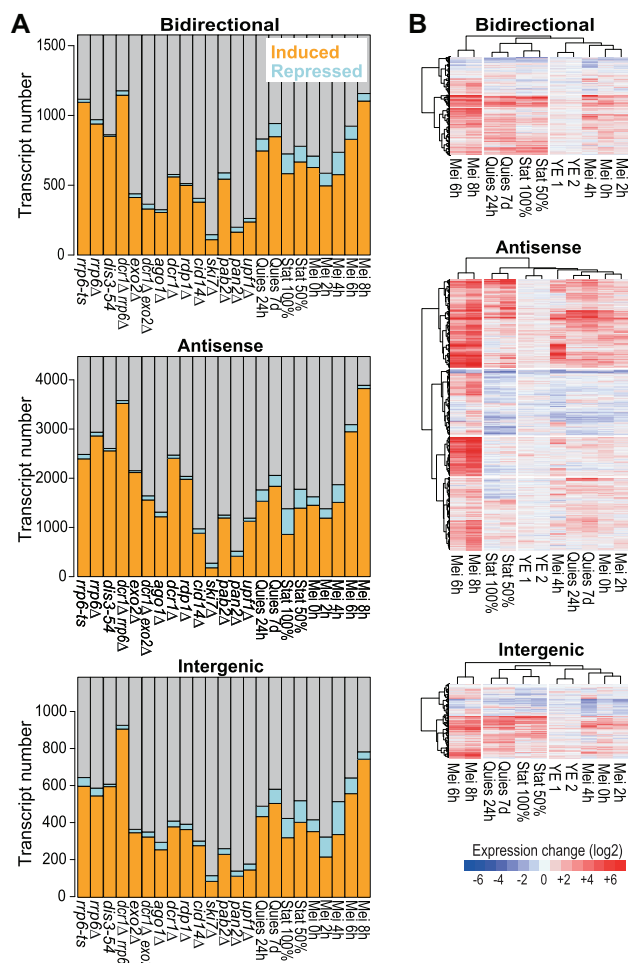 A
Bidirectional
Induced
Repressed
Transcript number
1500
1000
500
0
rrp6-ts
rrp6Δ
dis3-54
dcr1Δ rrp6Δ
exo2Δ
dcr1Δ exo2Δ
ago1Δ
dcr1Δ
rdp1Δ
cid14Δ
ski7Δ
pab2Δ
pan2Δ
upf1Δ
Quies 24h
Quies 7d
Stat 100%
Stat 50%
Mei 0h
Mei 2h
Mei 4h
Mei 6h
Mei 8h
Antisense
Transcript number
4000
3000
2000
1000
0
rrp6-ts
rrp6Δ
dis3-54
dcr1Δ rrp6Δ
exo2Δ
dcr1Δ exo2Δ
ago1Δ
dcr1Δ
rdp1Δ
cid14Δ
ski7Δ
pab2Δ
pan2Δ
upf1Δ
Quies 24h
Quies 7d
Stat 100%
Stat 50%
Mei 0h
Mei 2h
Mei 4h
Mei 6h
Mei 8h
Intergenic
Transcript number
1000
800
600
400
200
0
rrp6-ts
rrp6Δ
dis3-54
dcr1Δ rrp6
exo2Δ
dcr1Δ exo
ago1Δ
dcr1Δ
rdp1Δ
cid14Δ
ski7Δ
pab2Δ
pan2Δ
upf1Δ
Quies 24h
Quies 7d
Stat 100%
Stat 50%
Mei 0h
Mei 2h
Mei 4h
Mei 6h
Mei 8h
B
Bidirectional
Mei 6h
Mei 8h
Quies 24h
Quies 7d
Stat 100%
Stat 50%
YE 1
YE 2
Mei 4h
Mei 0h
Mei 2h
Antisense
Mei 6h
Mei 8h
Stat 100%
Stat 50%
YE 1
YE 2
Mei 4h
Quies 24h
Quies 7d
Mei 0h
Mei 2h
Intergenic
Mei 6h
Mei 8h
Quies 24h
Quies 7d
Stat 100%
Stat 50%
YE 1
YE 2
Mei 4h
Mei 0h
Mei 2h
Expression change (log2)
-6 -4 -2 0 +2 +4 +6